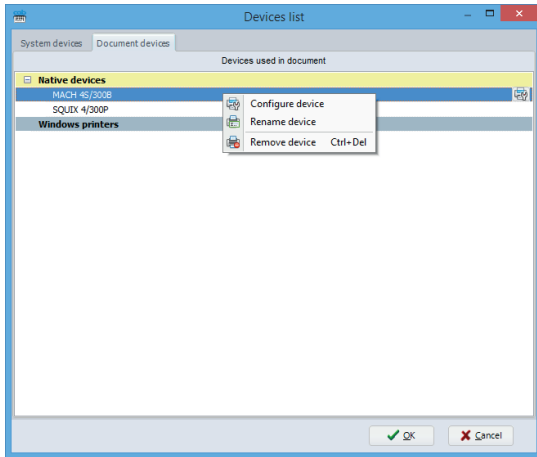 Devices list
System devices Document devices
Devices used in document
Native devices
MACH 4S/300B
SQUIX 4/300P
Windows printers
Configure device
Rename device
Remove device Ctrl+Del
OK Cancel